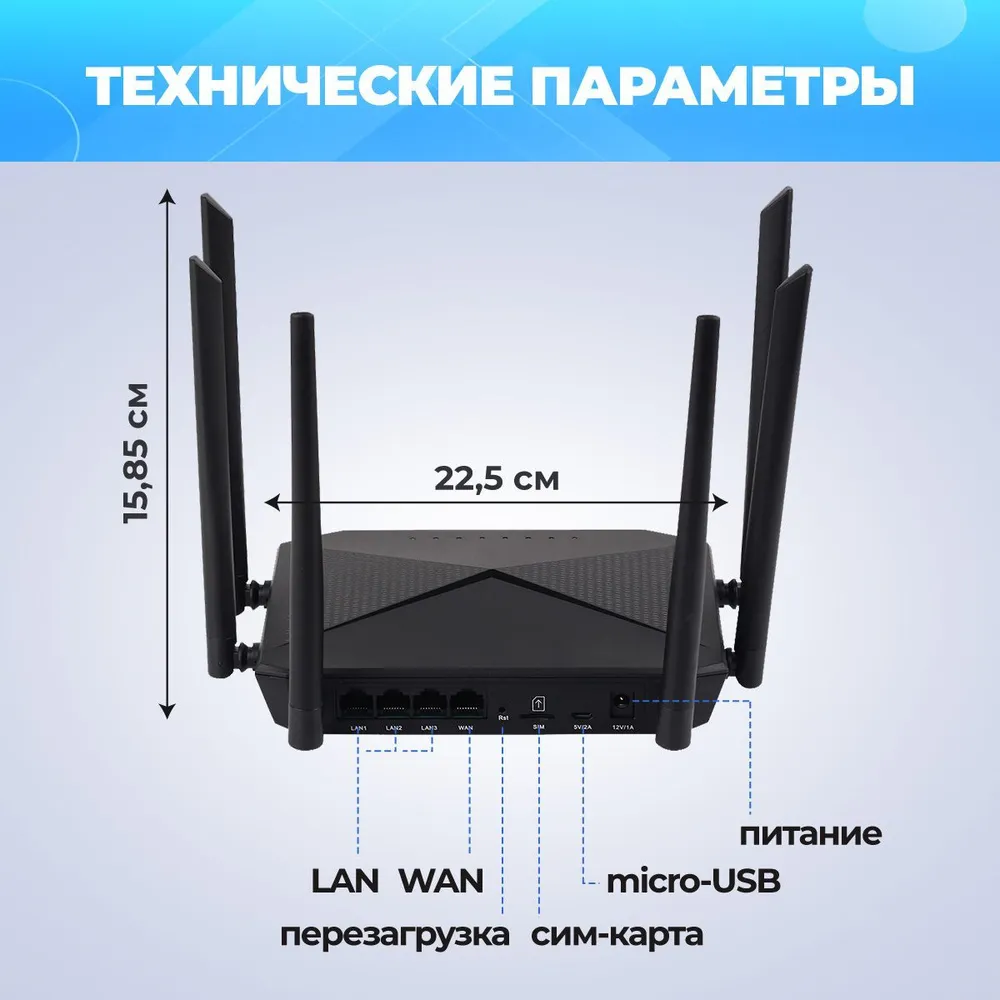 ТЕХНИЧЕСКИЕ ПАРАМЕТРЫ
15,85 см
22,5 см
LAN1 LAN2 LAN3 WAN Rst SIM 5V/2A 12V/1A
питание
LAN WAN micro-USB
перезагрузка сим-карта